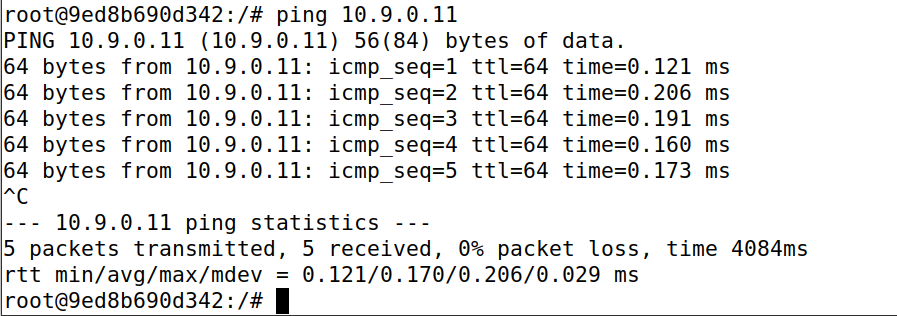 root@9ed8b690d342:/# ping 10.9.0.11
PING 10.9.0.11 (10.9.0.11) 56(84) bytes of data.
64 bytes from 10.9.0.11: icmp_seq=1 ttl=64 time=0.121 ms
64 bytes from 10.9.0.11: icmp_seq=2 ttl=64 time=0.206 ms
64 bytes from 10.9.0.11: icmp_seq=3 ttl=64 time=0.191 ms
64 bytes from 10.9.0.11: icmp_seq=4 ttl=64 time=0.160 ms
64 bytes from 10.9.0.11: icmp_seq=5 ttl=64 time=0.173 ms
^C
--- 10.9.0.11 ping statistics ---
5 packets transmitted, 5 received, 0% packet loss, time 4084ms
rtt min/avg/max/mdev = 0.121/0.170/0.206/0.029 ms
root@9ed8b690d342:/#